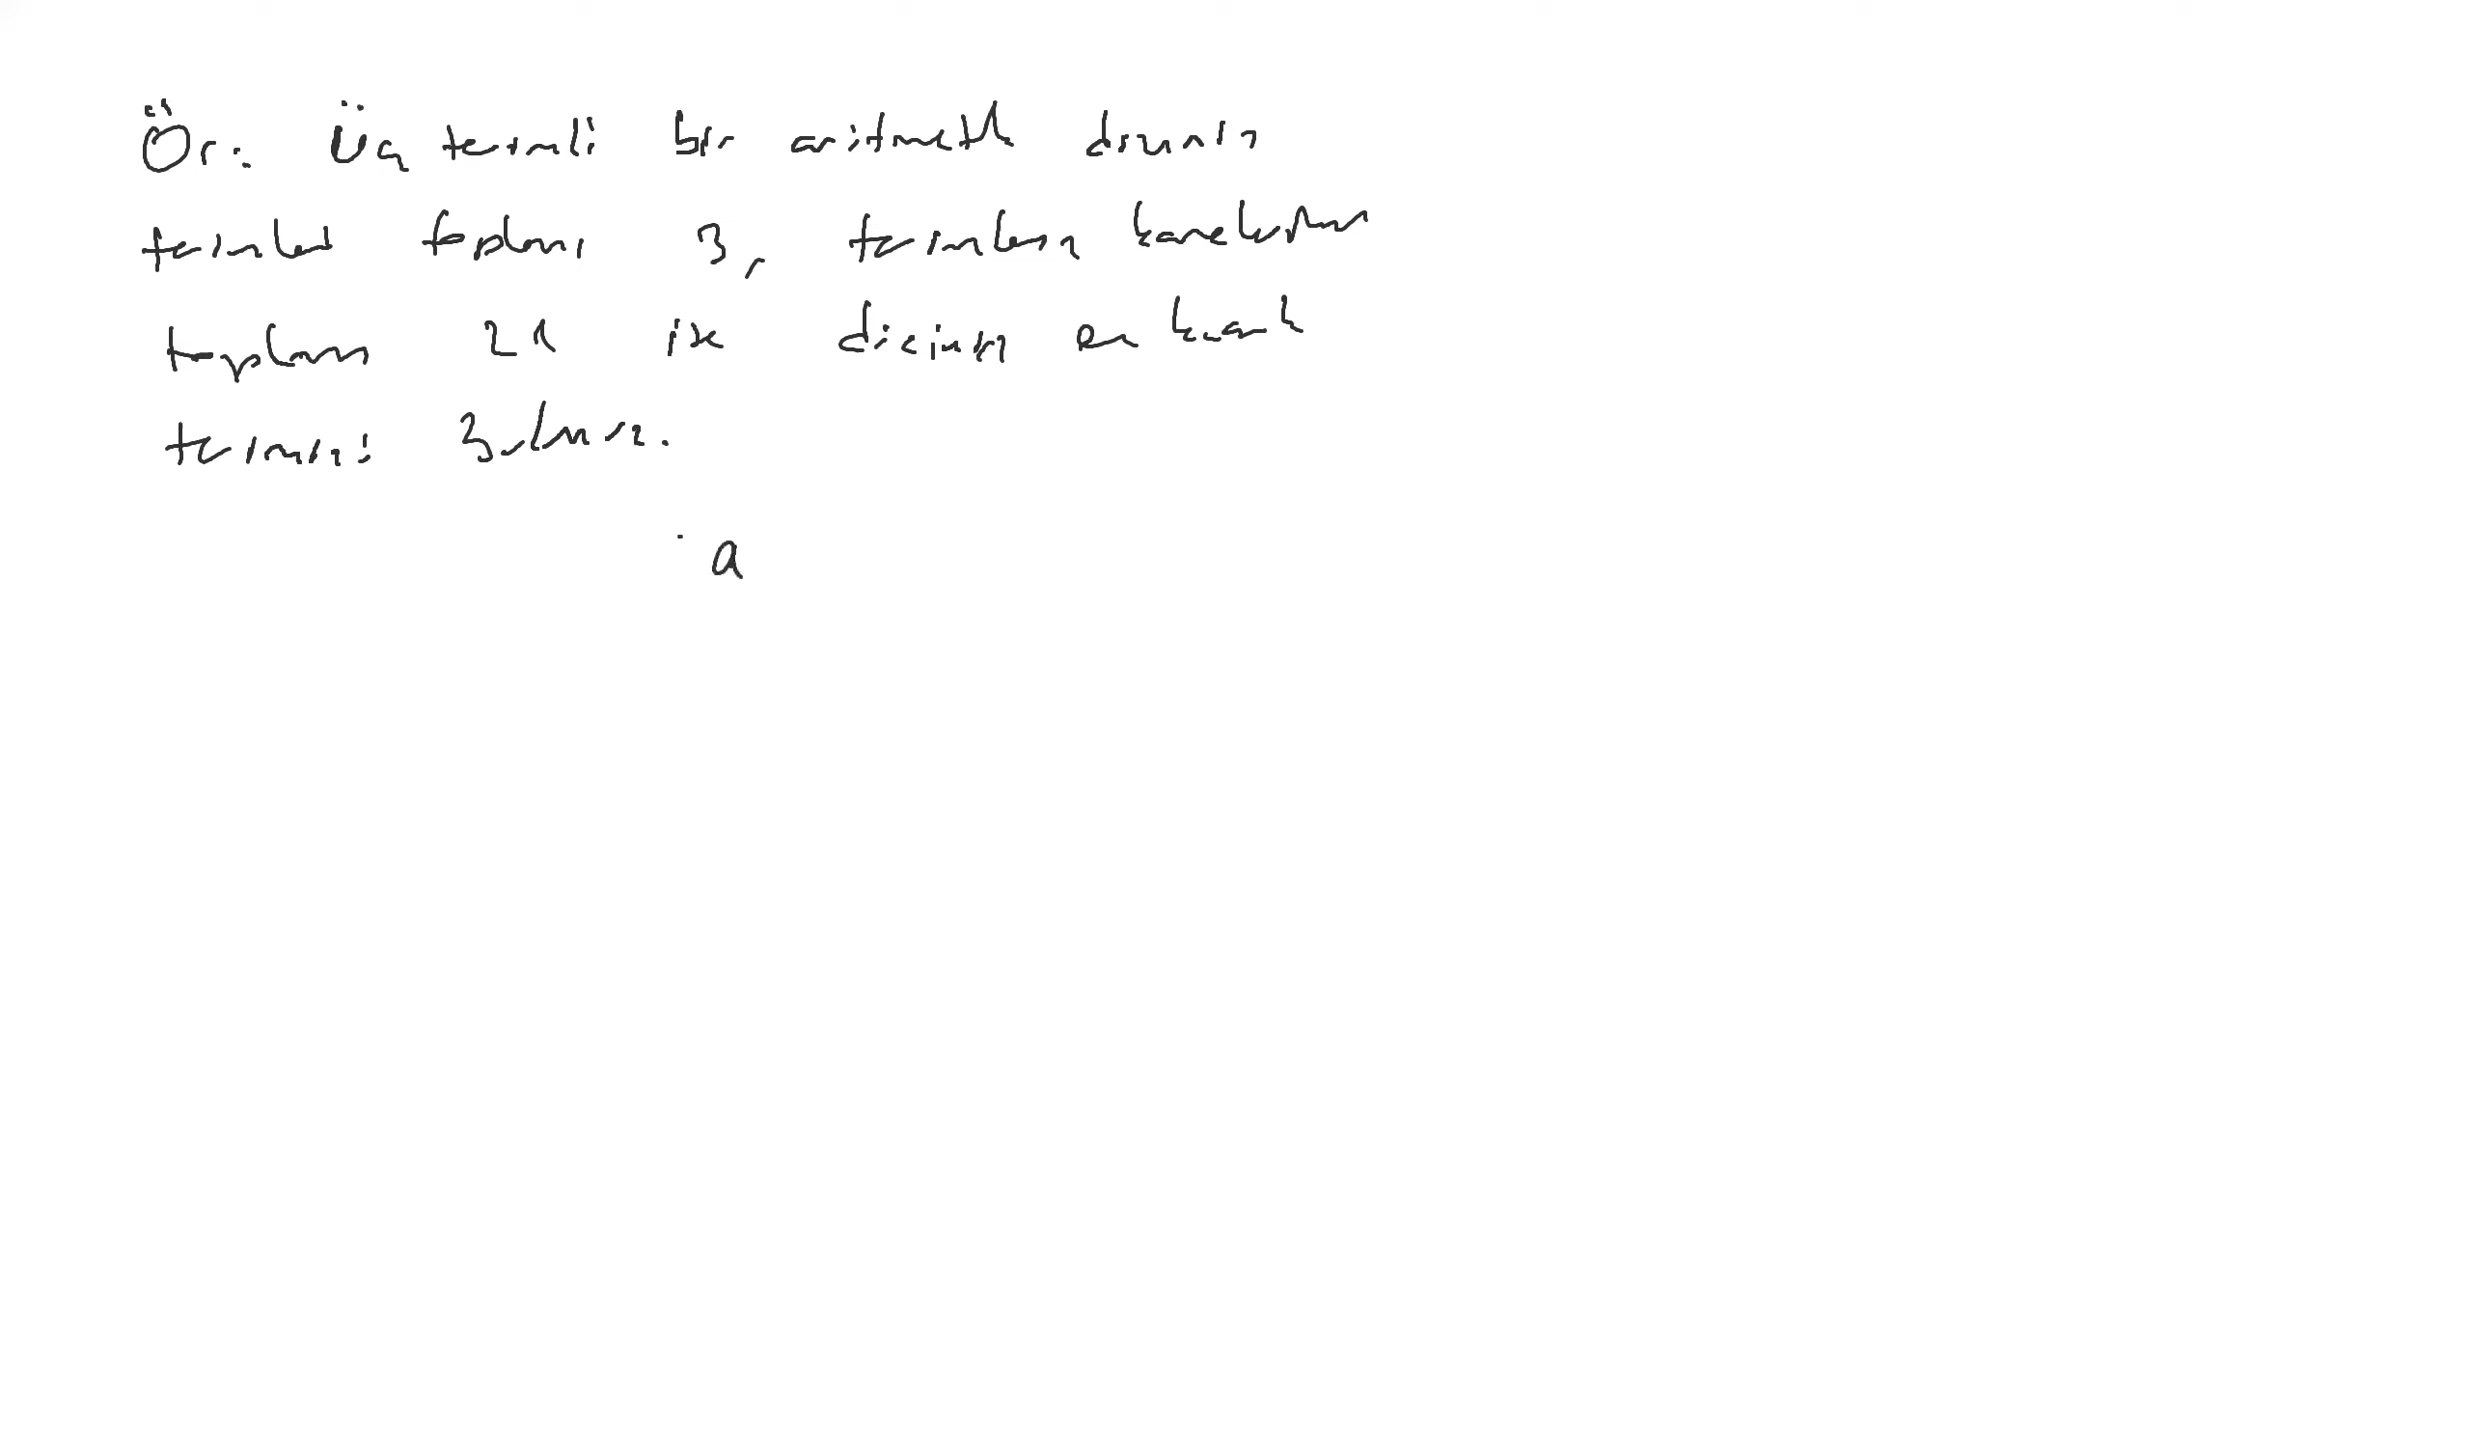 Ör: Üç terimli bir aritmetik dizinin
terimleri toplamı 3, terimlerin karelerinin
toplamı 21 ise dizinin en küçük
terimini bulunuz.
a